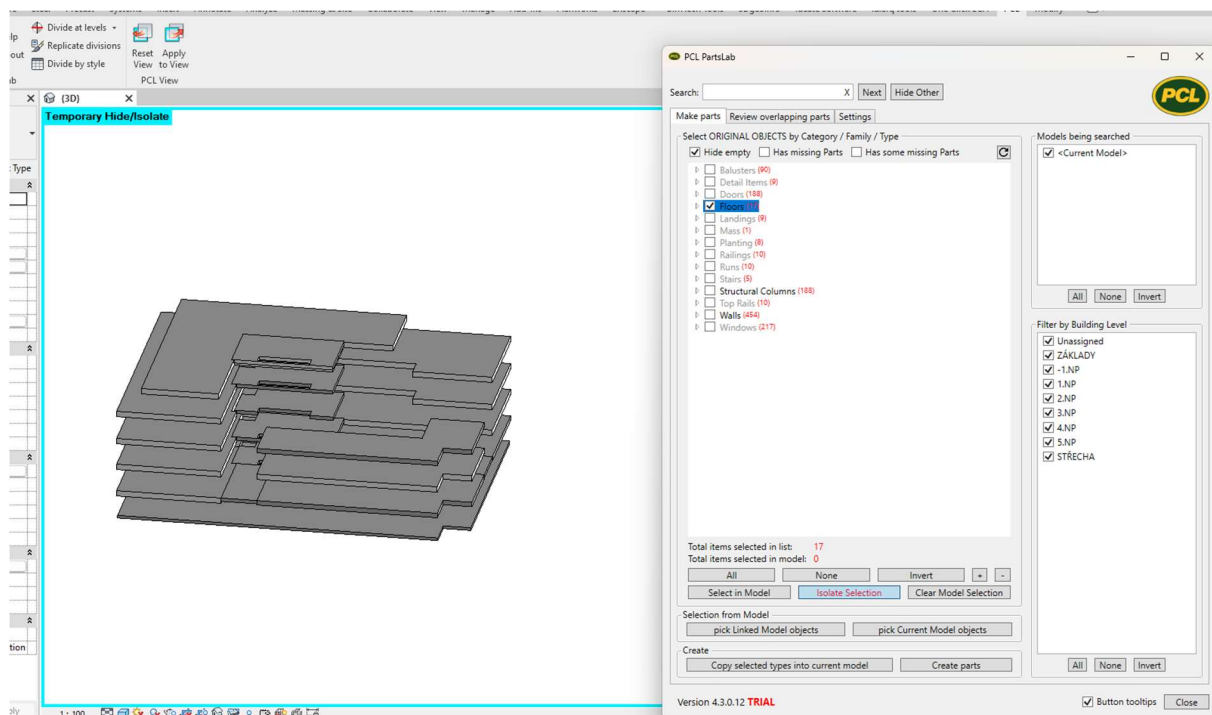 Divide at levels
Replicate divisions
Divide by style
Reset View
Apply to View
PCL View
{3D}
Temporary Hide/Isolate
Type
PCL PartsLab
Search:
X
Next
Hide Other
PCL
Make parts
Review overlapping parts
Settings
Select ORIGINAL OBJECTS by Category / Family / Type
Hide empty
Has missing Parts
Has some missing Parts
Balusters (90)
Detail Items (9)
Doors (188)
Floors (17)
Landings (9)
Mass (1)
Planting (8)
Railings (10)
Runs (10)
Stairs (5)
Structural Columns (188)
Top Rails (10)
Walls (454)
Windows (217)
Total items selected in list: 17
Total items selected in model: 0
All
None
Invert
+
-
Select in Model
Isolate Selection
Clear Model Selection
Selection from Model
pick Linked Model objects
pick Current Model objects
Create
Copy selected types into current model
Create parts
Models being searched
<Current Model>
All
None
Invert
Filter by Building Level
Unassigned
ZÁKLADY
-1.NP
1.NP
2.NP
3.NP
4.NP
5.NP
STŘECHA
All
None
Invert
Version 4.3.0.12 TRIAL
Button tooltips
Close
1 : 100